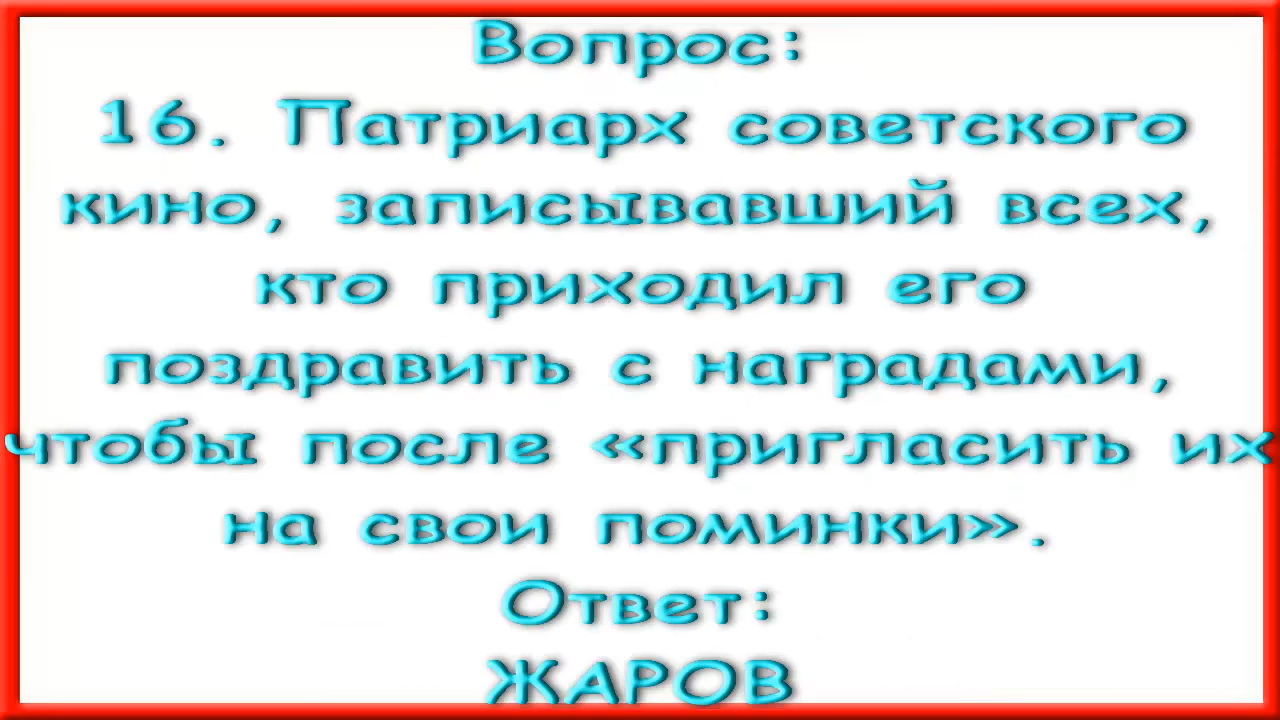 Вопрос:
16. Патриарх советского
кино, записывавший всех,
кто приходил его
поздравить с наградами,
чтобы после «пригласить их
на свои поминки».
Ответ:
ЖАРОВ